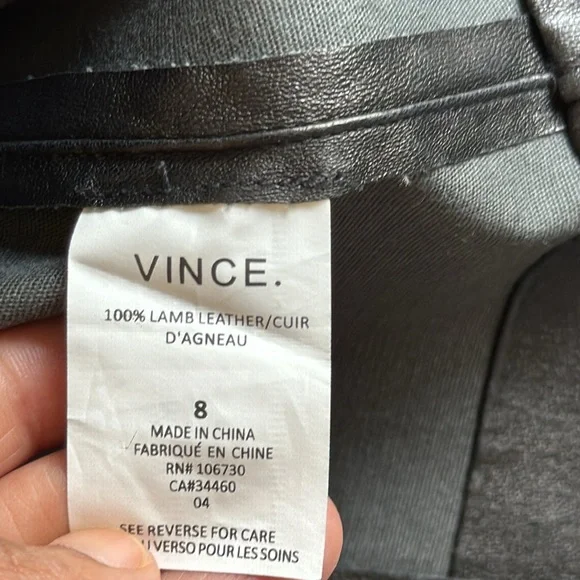 VINCE.
100% LAMB LEATHER/CUIR
D'AGNEAU
8
MADE IN CHINA
FABRIQUÉ EN CHINE
RN# 106730
CA#34460
04
SEE REVERSE FOR CARE
VERSO POUR LES SOINS